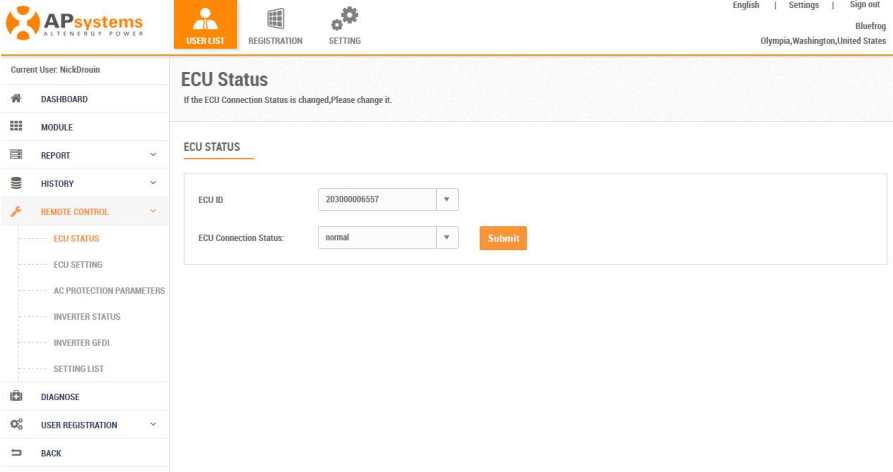 APsystems
ALTENERGY POWER
USER LIST
REGISTRATION
SETTING
English | Settings | Sign out
Bluefrog
Olympia,Washington,United States
Current User: NickDrouin
DASHBOARD
MODULE
REPORT
HISTORY
REMOTE CONTROL
ECU STATUS
ECU SETTING
AC PROTECTION PARAMETERS
INVERTER STATUS
INVERTER GFDI
SETTING LIST
DIAGNOSE
USER REGISTRATION
BACK
ECU Status
If the ECU Connection Status is changed,Please change it.
ECU STATUS
ECU ID 203000006557
ECU Connection Status: normal Submit